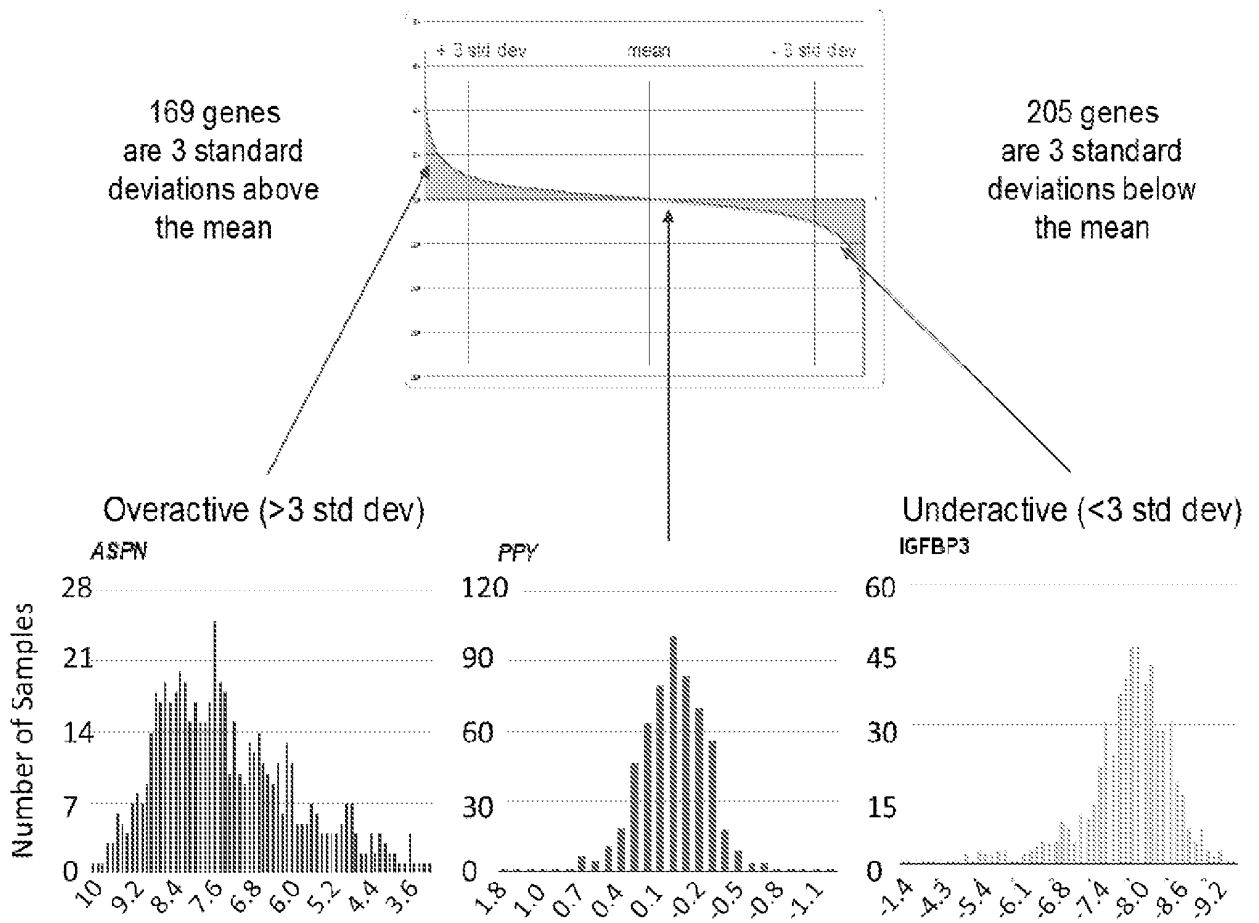 + 3 std dev
mean
- 3 std dev
169 genes
are 3 standard
deviations above
the mean
205 genes
are 3 standard
deviations below
the mean
Overactive (>3 std dev)
Underactive (<3 std dev)
ASPN
PPY
IGFBP3
Number of Samples
28
21
14
7
0
10
9.2
8.4
7.6
6.8
6.0
5.2
4.4
3.6
120
90
60
30
0
1.8
1.0
0.7
0.4
0.1
-0.2
-0.5
-0.8
-1.1
60
45
30
15
0
-1.4
-4.3
-5.4
-6.1
-6.8
-7.4
-8.0
-8.6
-9.2